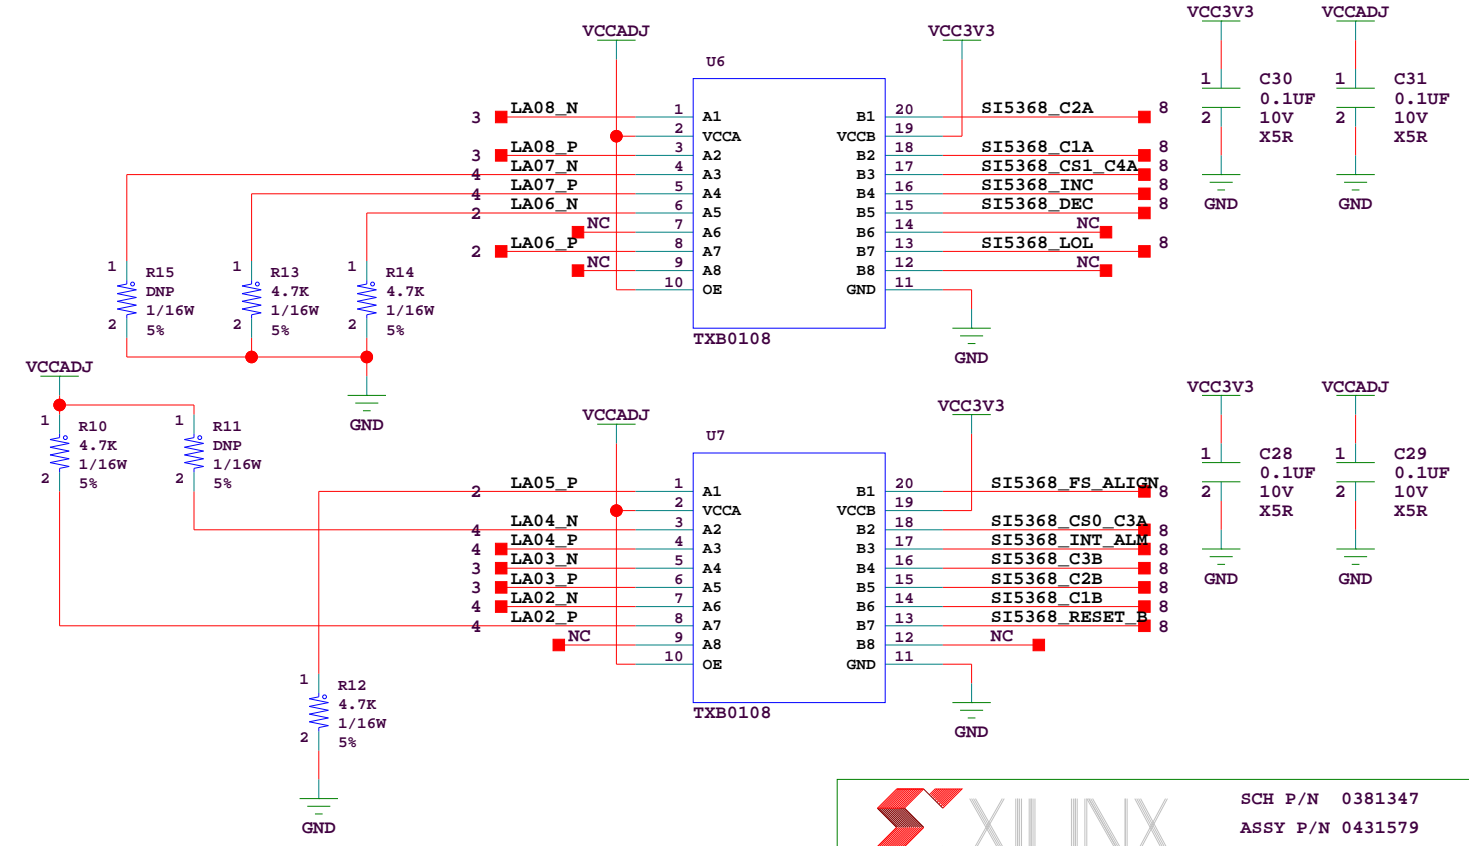 VCC3V3 VCCADJ
VCCADJ VCC3V3
U6
1 C30 1 C31
0.1UF 0.1UF
2 10V 2 10V
X5R X5R
GND GND
3 LA08_N 1 A1 B1 20 SI5368_C2A 8
2 VCCA VCCB 19
3 LA08_P 3 A2 B2 18 SI5368_C1A 8
4 LA07_N 4 A3 B3 17 SI5368_CS1_C4A 8
4 LA07_P 5 A4 B4 16 SI5368_INC 8
2 LA06_N 6 A5 B5 15 SI5368_DEC 8
NC 7 A6 B6 14 NC
2 LA06_P 8 A7 B7 13 SI5368_LOL 8
NC 9 A8 B8 12 NC
10 OE GND 11
TXB0108
GND
1 R15 1 R13 1 R14
DNP 4.7K 4.7K
1/16W 1/16W 1/16W
2 5% 2 5% 2 5%
GND
VCCADJ
1 R10 1 R11
4.7K DNP
1/16W 1/16W
2 5% 2 5%
VCCADJ VCC3V3
VCC3V3 VCCADJ
U7
1 C28 1 C29
0.1UF 0.1UF
2 10V 2 10V
X5R X5R
GND GND
2 LA05_P 1 A1 B1 20 SI5368_FS_ALIGN 8
2 VCCA VCCB 19
4 LA04_N 3 A2 B2 18 SI5368_CS0_C3A 8
4 LA04_P 4 A3 B3 17 SI5368_INT_ALM 8
3 LA03_N 5 A4 B4 16 SI5368_C3B 8
3 LA03_P 6 A5 B5 15 SI5368_C2B 8
4 LA02_N 7 A6 B6 14 SI5368_C1B 8
4 LA02_P 8 A7 B7 13 SI5368_RESET_B 8
NC 9 A8 B8 12 NC
10 OE GND 11
TXB0108
GND
1 R12
4.7K
1/16W
2 5%
GND
XILINX
SCH P/N 0381347
ASSY P/N 0431579